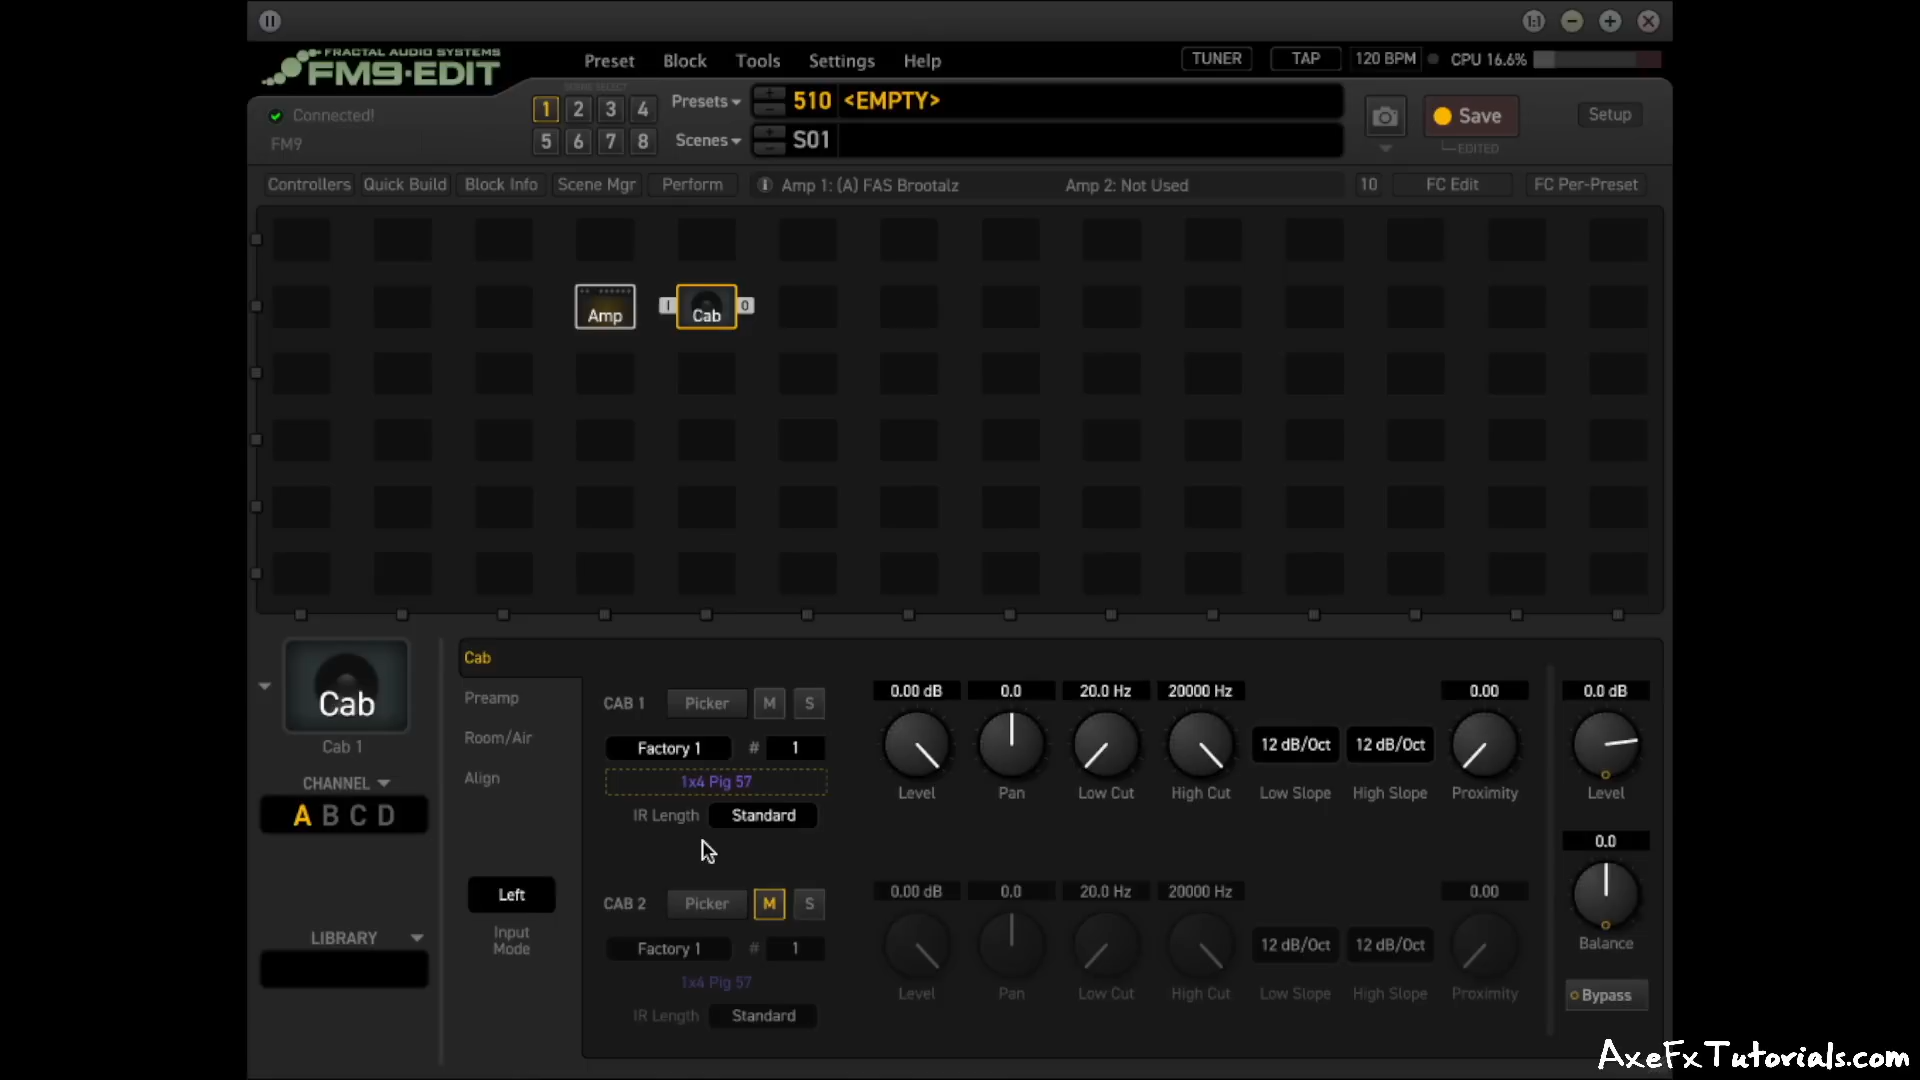 FRACTAL AUDIO SYSTEMS
FM9·EDIT
Preset Block Tools Settings Help
TUNER TAP 120 BPM CPU 16.6%
Connected!
FM9
SCENE SELECT
1 2 3 4
5 6 7 8
Presets 510 <EMPTY>
Scenes S01
Save
EDITED
Setup
Controllers Quick Build Block Info Scene Mgr Perform
Amp 1: (A) FAS Brootalz Amp 2: Not Used
10 FC Edit FC Per-Preset
Amp I Cab O
Cab
Cab 1
CHANNEL
A B C D
LIBRARY
Cab
Preamp
Room/Air
Align
Left
Input
Mode
CAB 1 Picker M S
Factory 1 # 1
1x4 Pig 57
IR Length Standard
0.00 dB 0.0 20.0 Hz 20000 Hz 0.00
12 dB/Oct 12 dB/Oct
Level Pan Low Cut High Cut Low Slope High Slope Proximity
CAB 2 Picker M S
Factory 1 # 1
1x4 Pig 57
IR Length Standard
0.00 dB 0.0 20.0 Hz 20000 Hz 0.00
12 dB/Oct 12 dB/Oct
Level Pan Low Cut High Cut Low Slope High Slope Proximity
0.0 dB
Level
0.0
Balance
Bypass
AxeFxTutorials.com